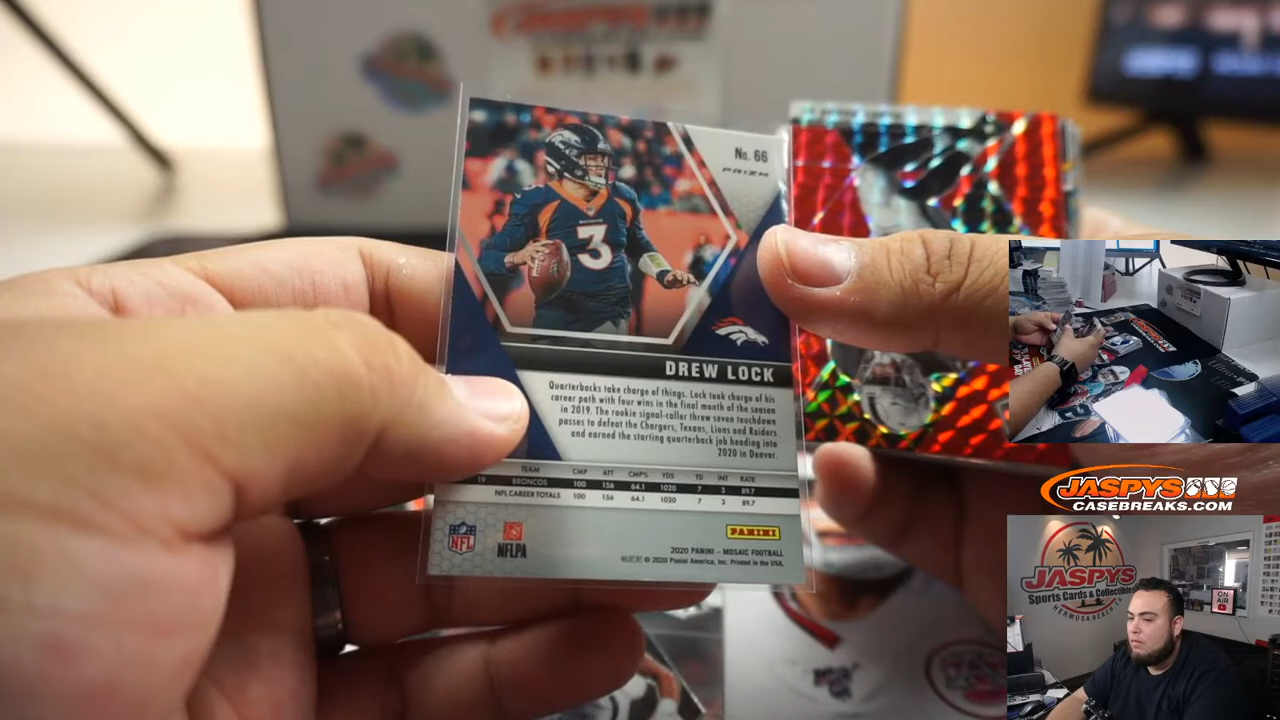 No. 66
PRIZM
3
DREW LOCK
Quarterbacks take charge of things. Lock took charge of his
career path with four wins in the final month of the season
in 2019. The rookie signal-caller threw seven touchdown
passes to defeat the Chargers, Texans, Lions and Raiders
and earned the starting quarterback job heading into
2020 in Denver.
TEAM CMP ATT CMP% YDS TD INT RATE
19 BRONCOS 100 156 64.1 1020 7 3 89.7
NFL CAREER TOTALS 100 156 64.1 1020 7 3 89.7
NFL
NFLPA
PANINI
2020 PANINI – MOSAIC FOOTBALL
© 2020 Panini America, Inc. Printed in the USA.
JASPYS
CASEBREAKS.COM
JASPYS
Sports Cards & Collectibles
HERMOSA BEACH, CA
ON
AIR